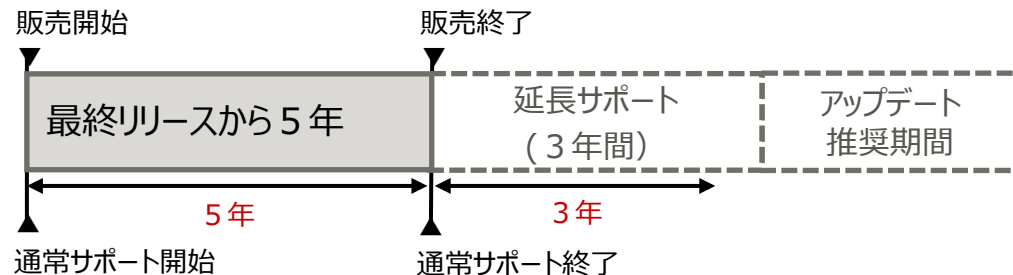 販売開始
販売終了
最終リリースから５年
延長サポート
(３年間）
アップデート
推奨期間
５年
３年
通常サポート開始
通常サポート終了